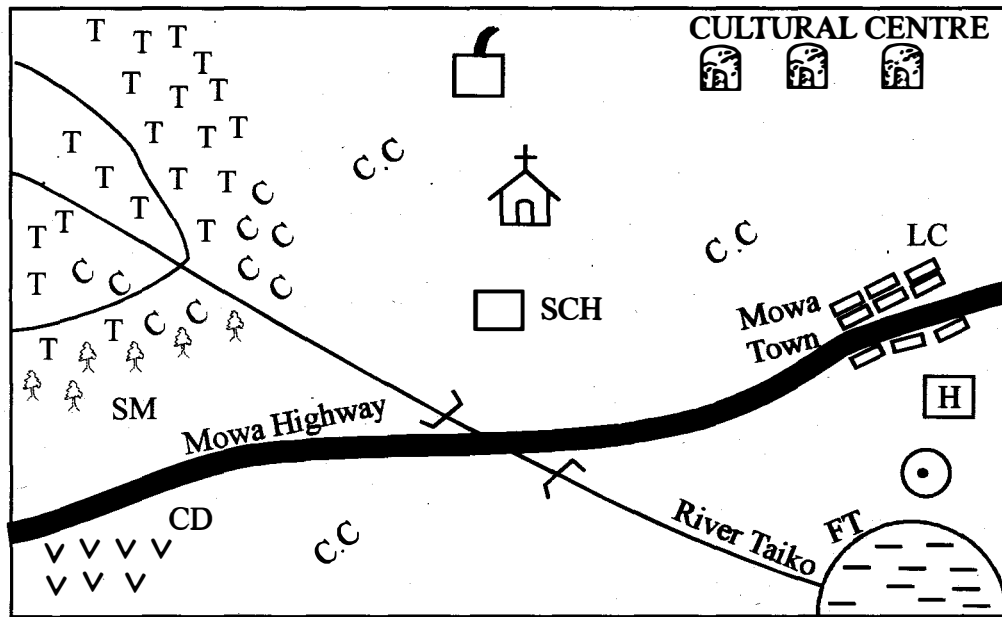 CULTURAL CENTRE
T T T
T
T T T
T T T T
C.C
T T T C
T T C C
T T
C.C
LC
T C C C C
T C C
SCH
Mowa
Town
T
SM
H
Mowa Highway
CD
River Taiko
FT
C.C
V V V V
V V V